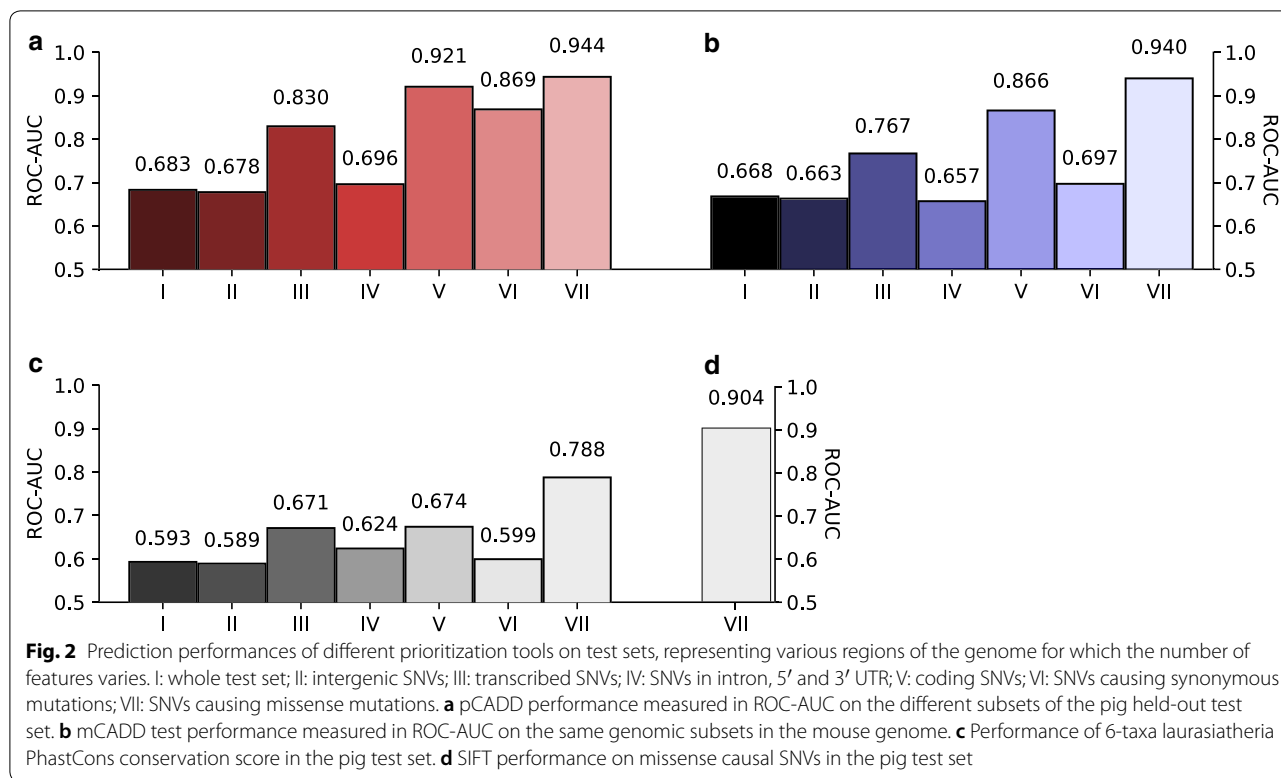 a
ROC-AUC
1.0
0.9
0.8
0.7
0.6
0.5
0.683
0.678
0.830
0.696
0.921
0.869
0.944
I II III IV V VI VII
b
0.668
0.663
0.767
0.657
0.866
0.697
0.940
I II III IV V VI VII
1.0
0.9
0.8
0.7
0.6
0.5
ROC-AUC
c
ROC-AUC
1.0
0.9
0.8
0.7
0.6
0.5
0.593
0.589
0.671
0.624
0.674
0.599
0.788
I II III IV V VI VII
d
0.904
VII
1.0
0.9
0.8
0.7
0.6
0.5
ROC-AUC
Fig. 2 Prediction performances of different prioritization tools on test sets, representing various regions of the genome for which the number of
features varies. I: whole test set; II: intergenic SNVs; III: transcribed SNVs; IV: SNVs in intron, 5′ and 3′ UTR; V: coding SNVs; VI: SNVs causing synonymous
mutations; VII: SNVs causing missense mutations. a pCADD performance measured in ROC-AUC on the different subsets of the pig held-out test
set. b mCADD test performance measured in ROC-AUC on the same genomic subsets in the mouse genome. c Performance of 6-taxa laurasiatheria
PhastCons conservation score in the pig test set. d SIFT performance on missense causal SNVs in the pig test set